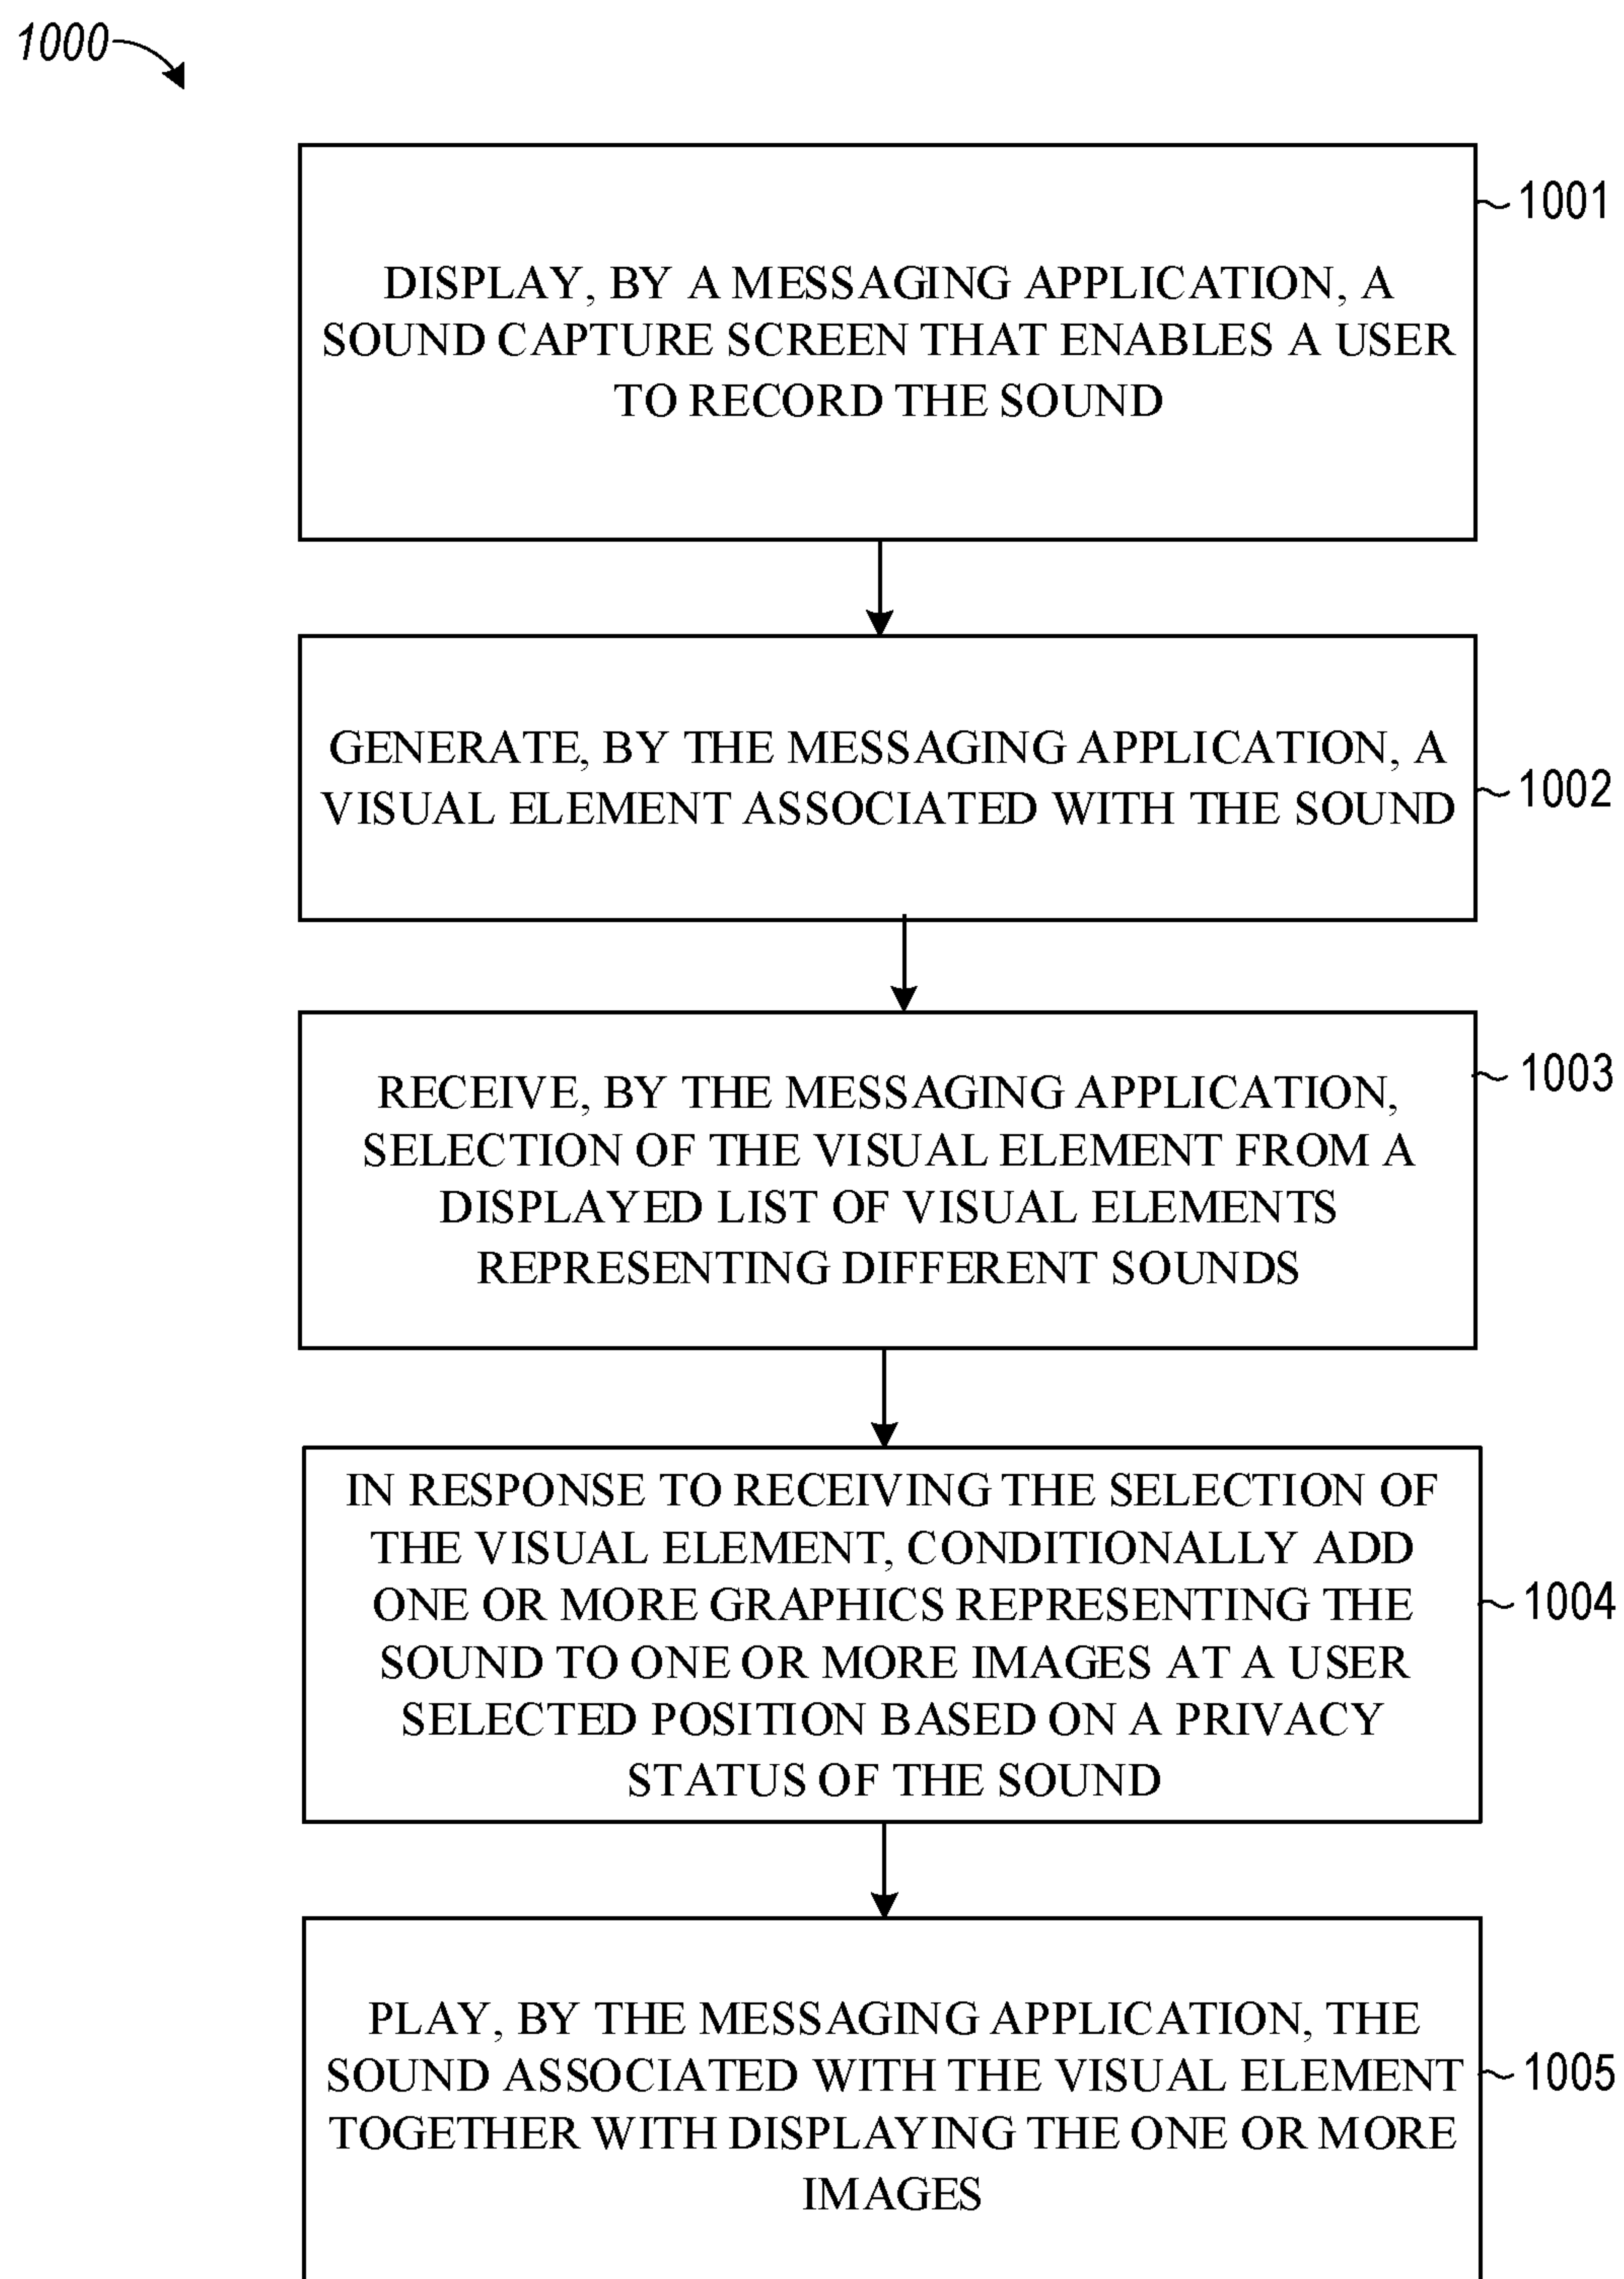 1000
1001
DISPLAY, BY A MESSAGING APPLICATION, A
SOUND CAPTURE SCREEN THAT ENABLES A USER
TO RECORD THE SOUND
GENERATE, BY THE MESSAGING APPLICATION, A
VISUAL ELEMENT ASSOCIATED WITH THE SOUND
1002
RECEIVE, BY THE MESSAGING APPLICATION,
SELECTION OF THE VISUAL ELEMENT FROM A
DISPLAYED LIST OF VISUAL ELEMENTS
REPRESENTING DIFFERENT SOUNDS
1003
IN RESPONSE TO RECEIVING THE SELECTION OF
THE VISUAL ELEMENT, CONDITIONALLY ADD
ONE OR MORE GRAPHICS REPRESENTING THE
SOUND TO ONE OR MORE IMAGES AT A USER
SELECTED POSITION BASED ON A PRIVACY
STATUS OF THE SOUND
1004
PLAY, BY THE MESSAGING APPLICATION, THE
SOUND ASSOCIATED WITH THE VISUAL ELEMENT
TOGETHER WITH DISPLAYING THE ONE OR MORE
IMAGES
1005